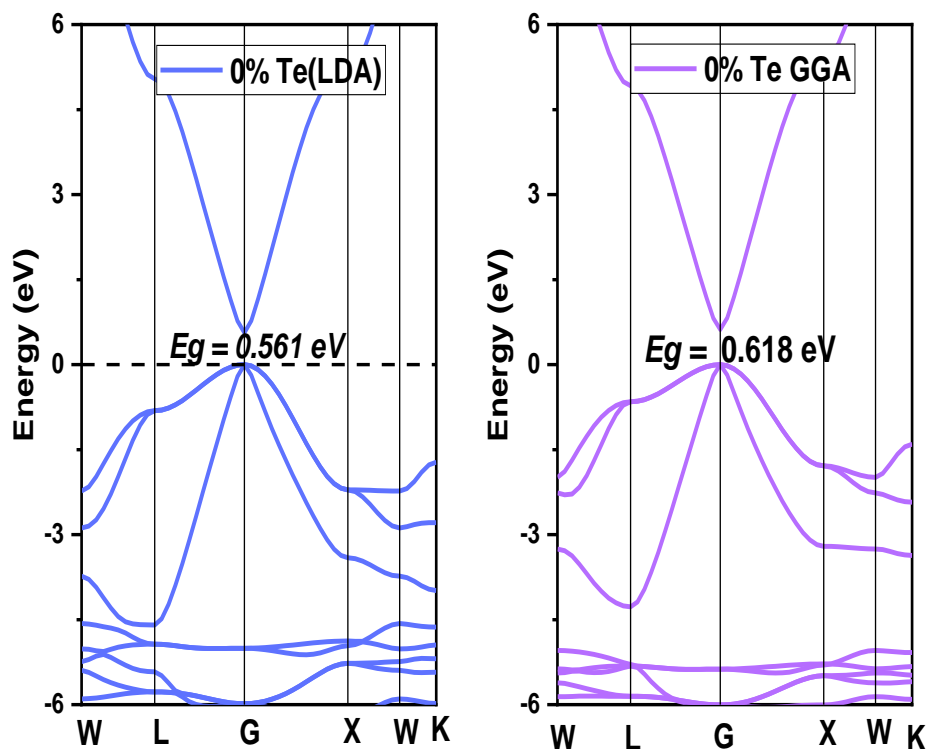 6
0% Te(LDA)
3
Energy (eV)
Eg = 0.561 eV
0
-3
-6
W L G X W K
6
0% Te GGA
3
Energy (eV)
Eg = 0.618 eV
0
-3
-6
W L G X W K